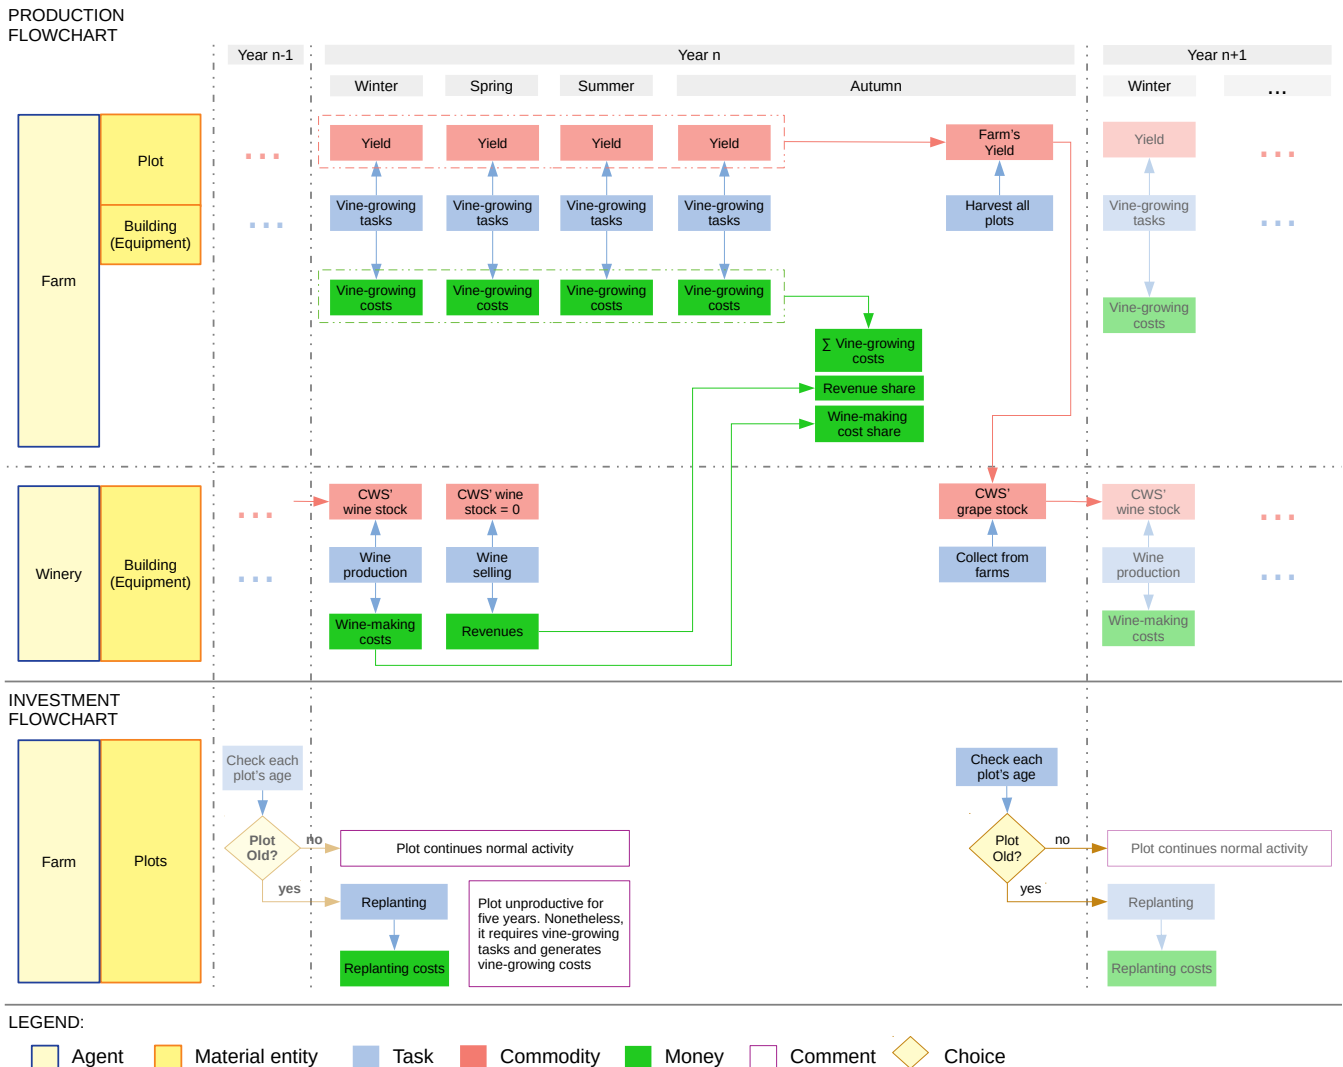 PRODUCTION
FLOWCHART
Year n-1
Year n
Year n+1
Winter
Spring
Summer
Autumn
Winter
...
Farm
Plot
Building
(Equipment)
...
...
Yield
Yield
Yield
Yield
Farm's
Yield
Yield
...
Vine-growing
tasks
Vine-growing
tasks
Vine-growing
tasks
Vine-growing
tasks
Harvest all
plots
Vine-growing
tasks
...
Vine-growing
costs
Vine-growing
costs
Vine-growing
costs
Vine-growing
costs
Vine-growing
costs
∑ Vine-growing
costs
Revenue share
Wine-making
cost share
Winery
Building
(Equipment)
...
...
CWS'
wine stock
CWS' wine
stock = 0
CWS'
grape stock
CWS'
wine stock
...
Wine
production
Wine
selling
Collect from
farms
Wine
production
...
Wine-making
costs
Revenues
Wine-making
costs
INVESTMENT
FLOWCHART
Farm
Plots
Check each
plot's age
Plot
Old?
no
yes
Plot continues normal activity
Replanting
Replanting costs
Plot unproductive for
five years. Nonetheless,
it requires vine-growing
tasks and generates
vine-growing costs
Check each
plot's age
Plot
Old?
no
yes
Plot continues normal activity
Replanting
Replanting costs
LEGEND:
Agent
Material entity
Task
Commodity
Money
Comment
Choice